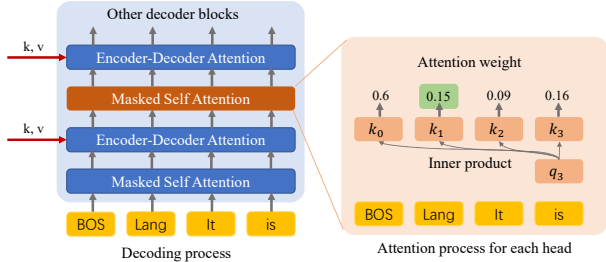 Other decoder blocks
k, v
Encoder-Decoder Attention
Masked Self Attention
k, v
Encoder-Decoder Attention
Masked Self Attention
BOS Lang It is
Decoding process
Attention weight
0.6 0.15 0.09 0.16
k₀ k₁ k₂ k₃
Inner product
q₃
BOS Lang It is
Attention process for each head